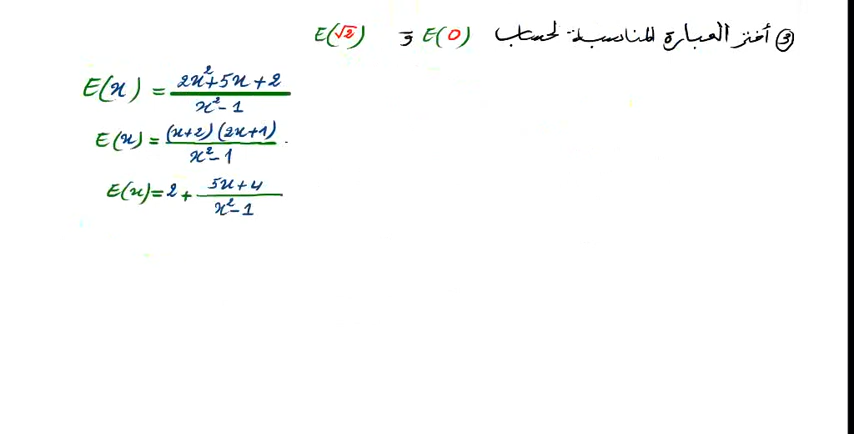 ③ أختر العبارة المناسبة لحساب E(0) و E(√2)
E(x) = (2x²+5x+2)/(x²-1)
E(x) = (x+2)(2x+1)/(x²-1)
E(x) = 2 + (5x+4)/(x²-1)